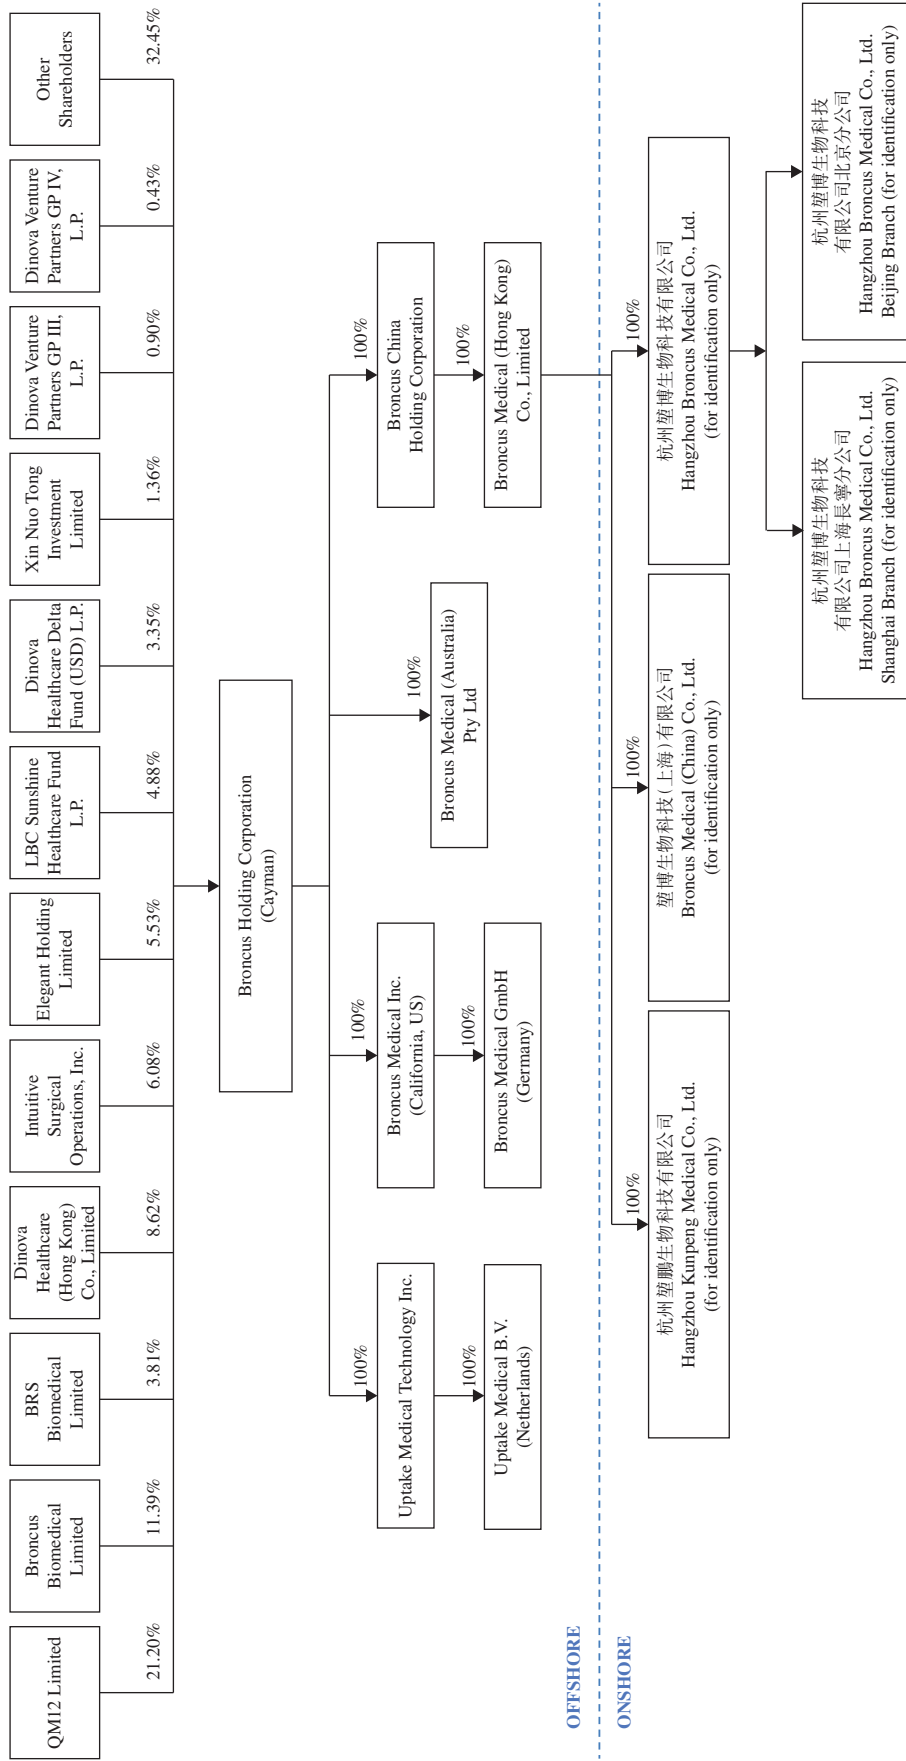 QM12 Limited
Broncus
Biomedical
Limited
BRS
Biomedical
Limited
Dinova
Healthcare
(Hong Kong)
Co., Limited
Intuitive
Surgical
Operations, Inc.
Elegant Holding
Limited
LBC Sunshine
Healthcare Fund
L.P.
Dinova
Healthcare Delta
Fund (USD) L.P.
Xin Nuo Tong
Investment
Limited
Dinova Venture
Partners GP III,
L.P.
Dinova Venture
Partners GP IV,
L.P.
Other
Shareholders
21.20%
11.39%
3.81%
8.62%
6.08%
5.53%
4.88%
3.35%
1.36%
0.90%
0.43%
32.45%
Broncus Holding Corporation
(Cayman)
100%
100%
100%
100%
Uptake Medical Technology Inc.
Broncus Medical Inc.
(California, US)
Broncus Medical (Australia)
Pty Ltd
Broncus China
Holding Corporation
100%
100%
100%
Uptake Medical B.V.
(Netherlands)
Broncus Medical GmbH
(Germany)
Broncus Medical (Hong Kong)
Co., Limited
OFFSHORE
ONSHORE
100%
100%
100%
杭州堃鵬生物科技有限公司
Hangzhou Kunpeng Medical Co., Ltd.
(for identification only)
堃博生物科技(上海)有限公司
Broncus Medical (China) Co., Ltd.
(for identification only)
杭州堃博生物科技有限公司
Hangzhou Broncus Medical Co., Ltd.
(for identification only)
杭州堃博生物科技
有限公司上海長寧分公司
Hangzhou Broncus Medical Co., Ltd.
Shanghai Branch (for identification only)
杭州堃博生物科技
有限公司北京分公司
Hangzhou Broncus Medical Co., Ltd.
Beijing Branch (for identification only)